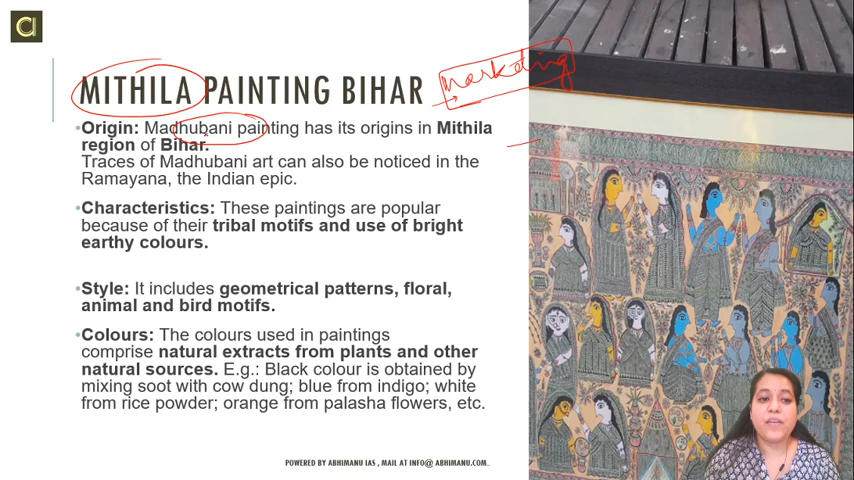 MITHILA PAINTING BIHAR
marketing
•Origin: Madhubani painting has its origins in Mithila
region of Bihar.
Traces of Madhubani art can also be noticed in the
Ramayana, the Indian epic.
•Characteristics: These paintings are popular
because of their tribal motifs and use of bright
earthy colours.
•Style: It includes geometrical patterns, floral,
animal and bird motifs.
•Colours: The colours used in paintings
comprise natural extracts from plants and other
natural sources. E.g.: Black colour is obtained by
mixing soot with cow dung; blue from indigo; white
from rice powder; orange from palasha flowers, etc.
POWERED BY ABHIMANU IAS , MAIL AT INFO@ ABHIMANU.COM..